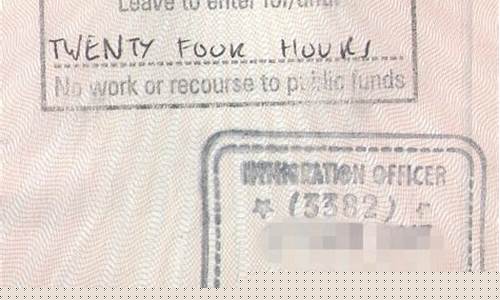 Leave to enter for/until
TWENTY FOUR HOURS
No work or recourse to public funds
IMMIGRATION OFFICER
(3382)